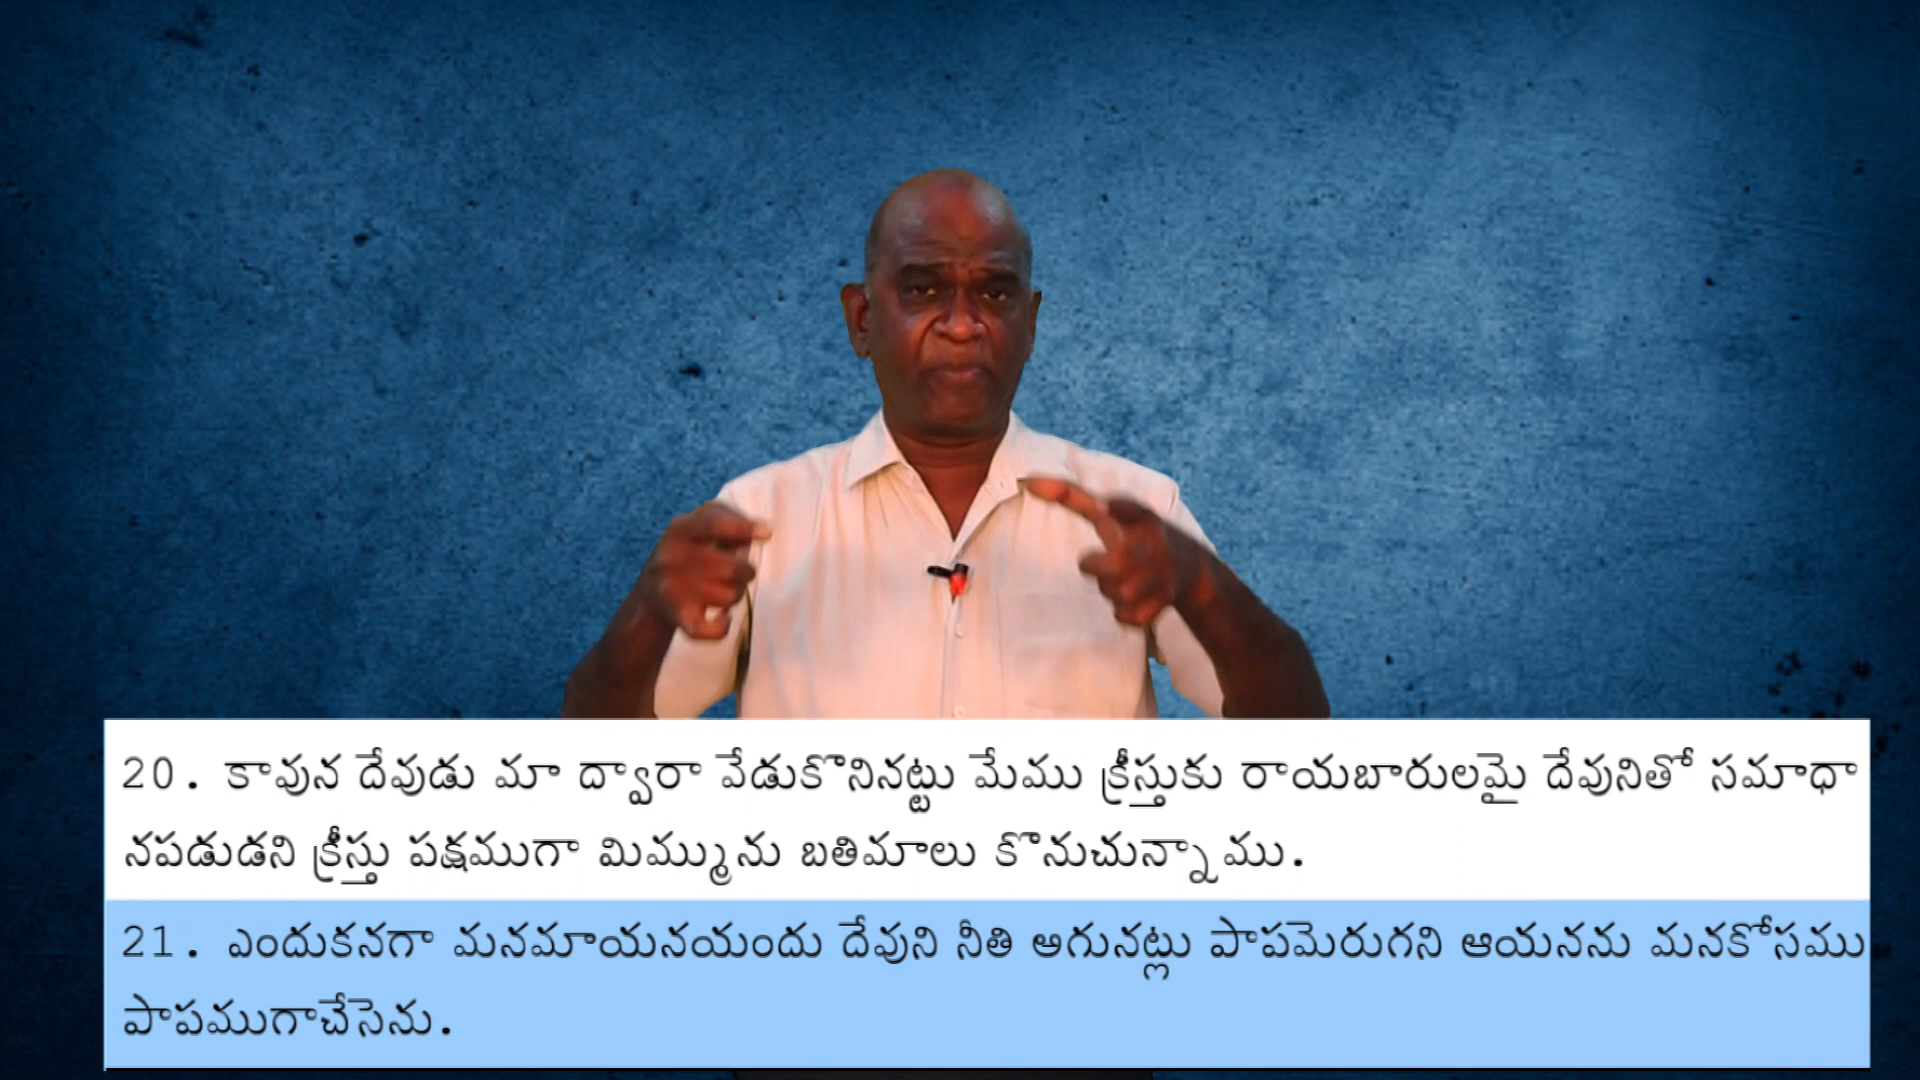 20. కావున దేవుడు మా ద్వారా వేడుకొనినట్టు మేము క్రీస్తుకు రాయబారులమై దేవునితో సమాధా
నపడుడని క్రీస్తు పక్షముగా మిమ్మును బతిమాలు కొనుచున్నాము.
21. ఎందుకనగా మనమాయనయందు దేవుని నీతి అగునట్లు పాపమెరుగని ఆయనను మనకోసము
పాపముగాచేసెను.